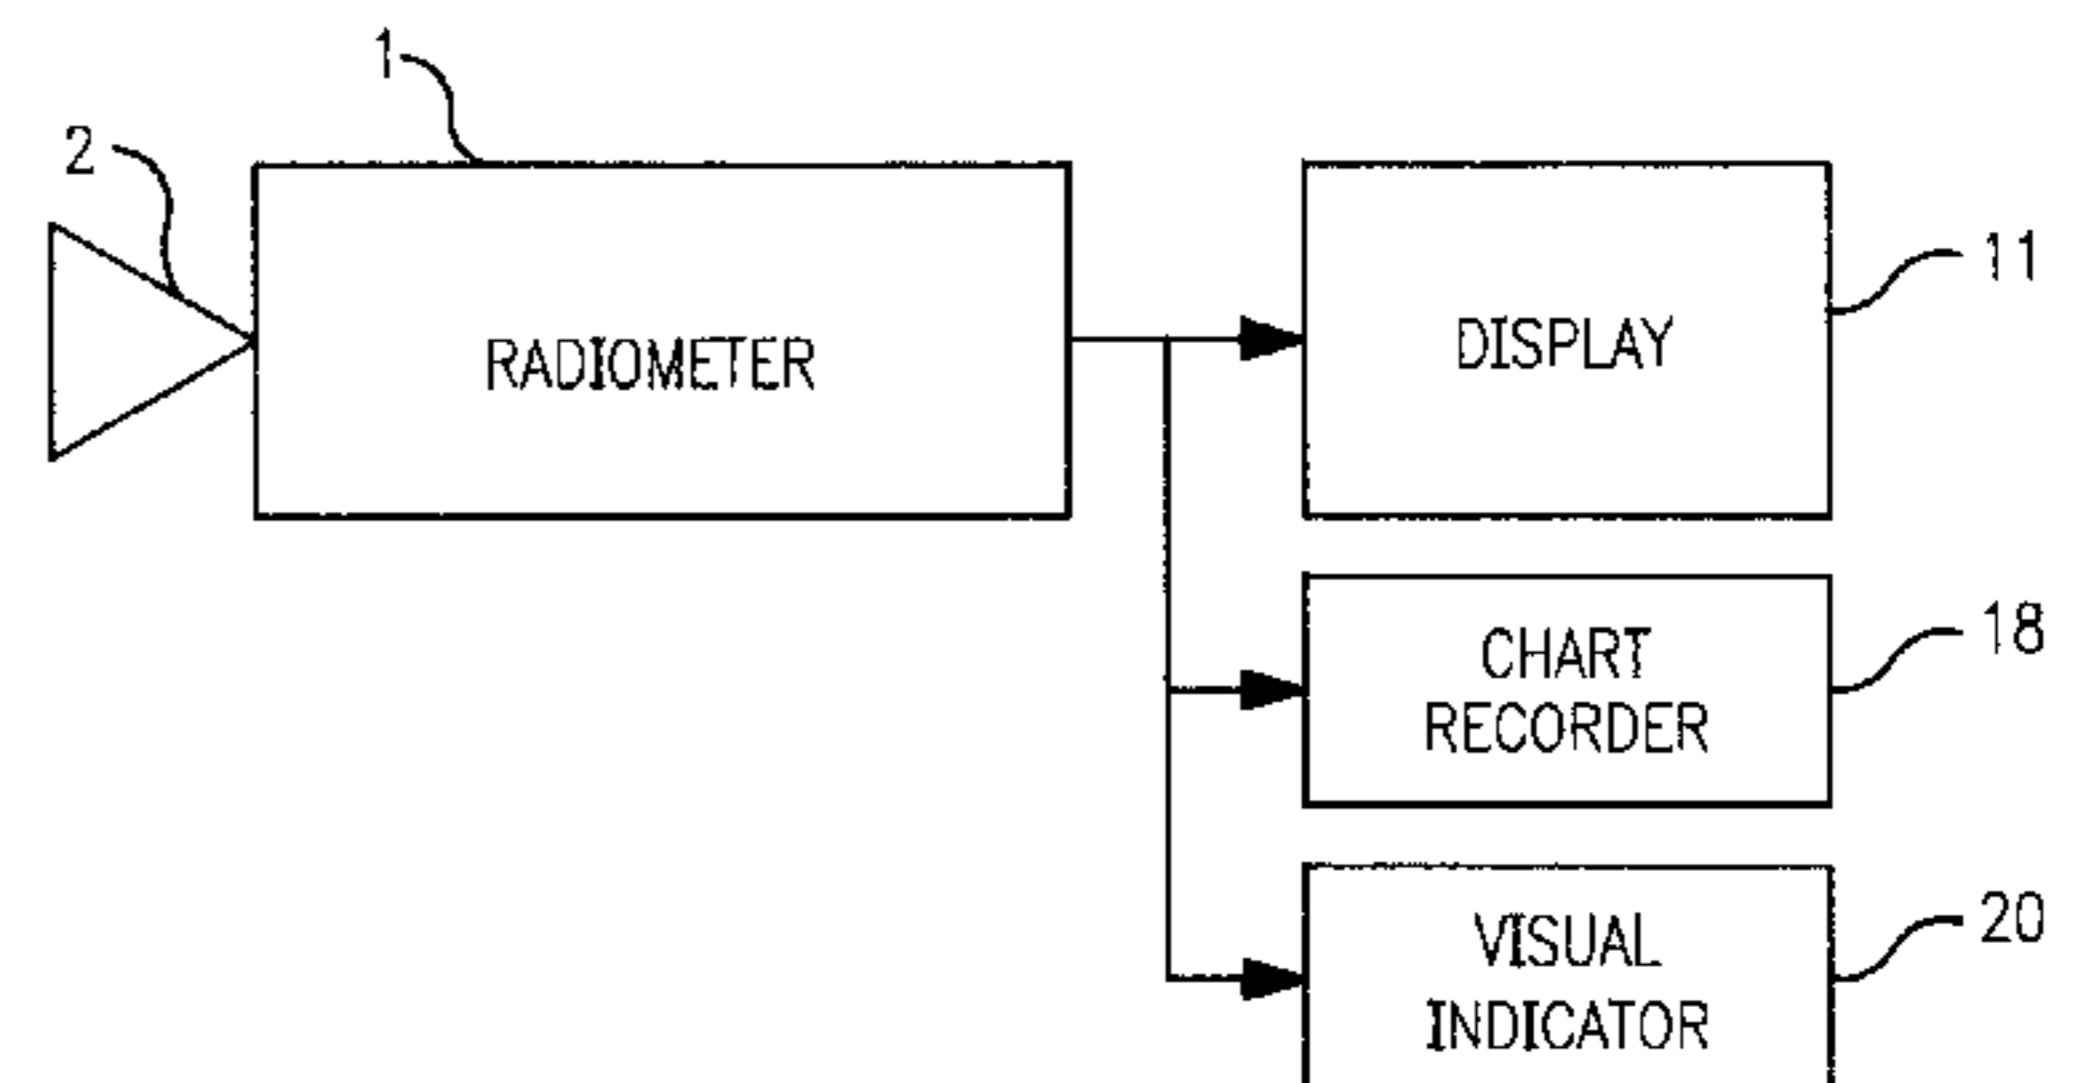 1
2
RADIOMETER
DISPLAY
11
CHART
RECORDER
18
VISUAL
INDICATOR
20